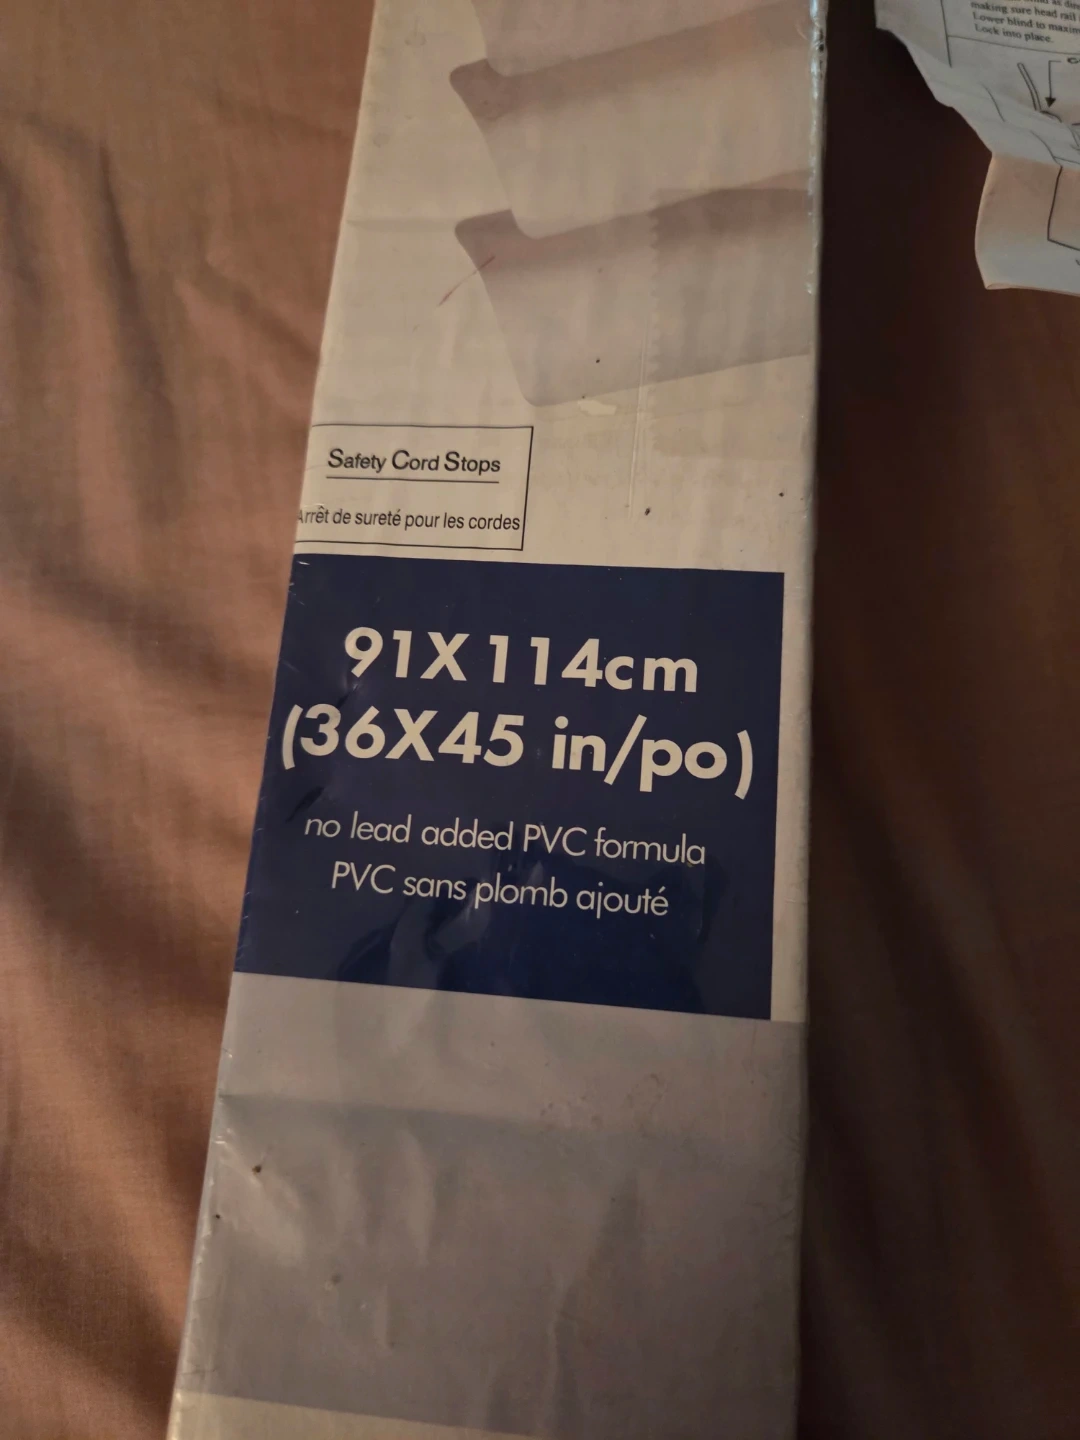 making sure head rail
Lower blind to maxim
Lock into place.
Safety Cord Stops
Arrêt de sureté pour les cordes
91X114cm
(36X45 in/po)
no lead added PVC formula
PVC sans plomb ajouté